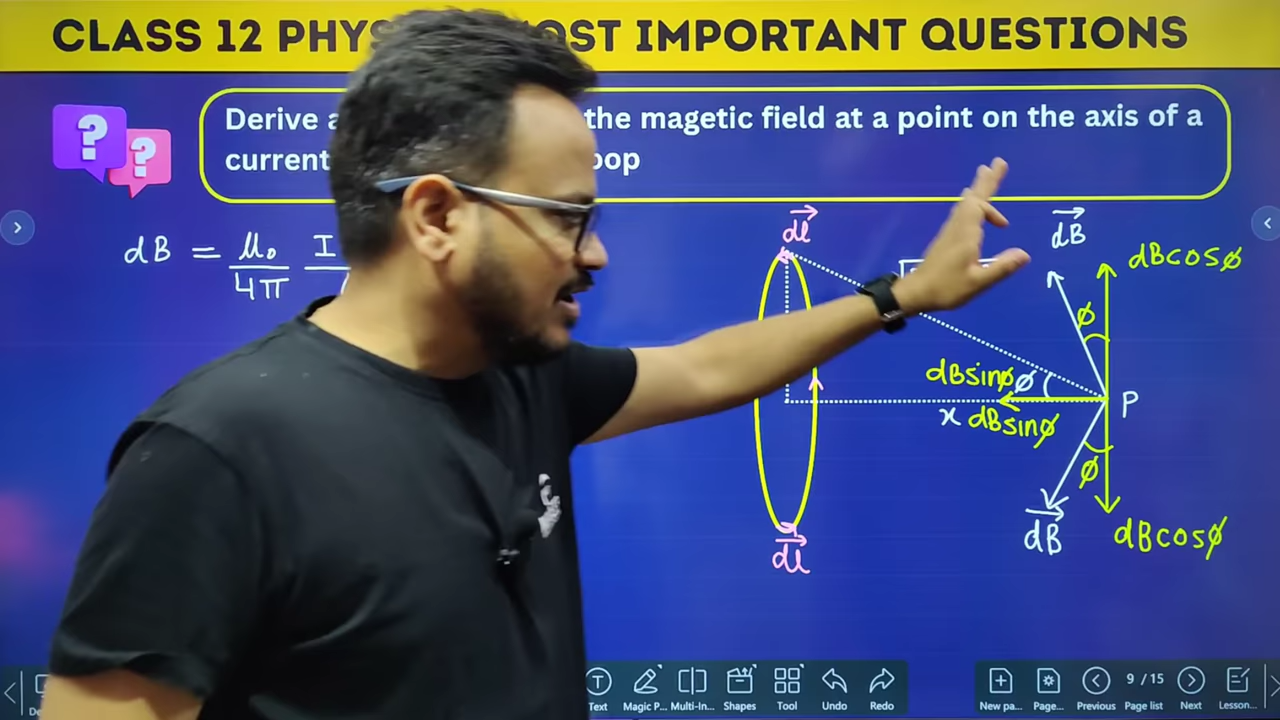 CLASS 12 PHY OST IMPORTANT QUESTIONS
Derive a the magetic field at a point on the axis of a
current oop
? ?
dB = μ₀ I
4π
dl
dB
dBcosϕ
ϕ
dBsinϕ ϕ
P
x dBsinϕ
ϕ
dB
dBcosϕ
dl
Text Magic P... Multi-In... Shapes Tool Undo Redo New pa... Page... Previous 9 / 15 Page list Next Lesson...